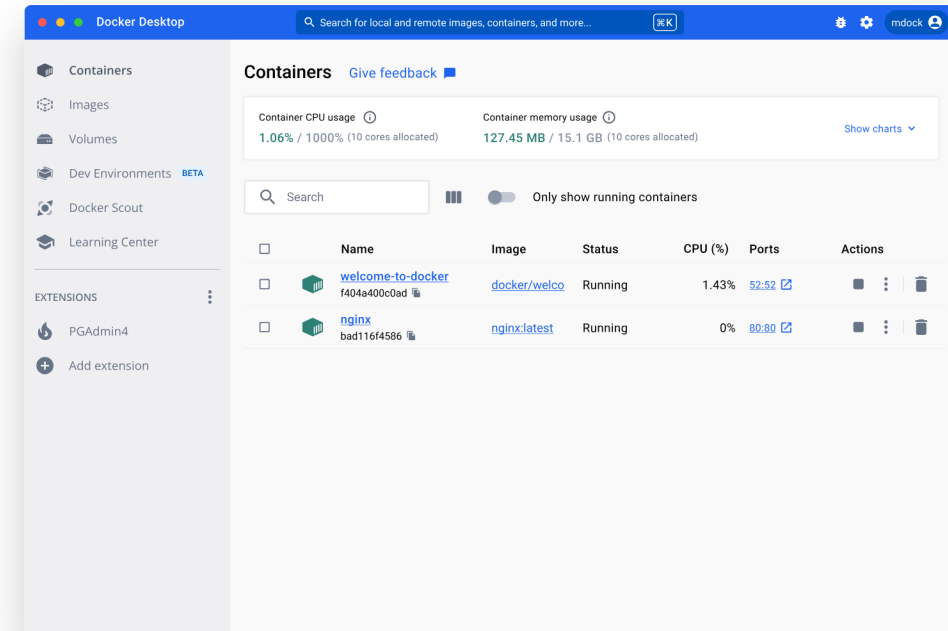 Docker Desktop
Search for local and remote images, containers, and more...
⌘K
mdock
Containers
Images
Volumes
Dev Environments BETA
Docker Scout
Learning Center
EXTENSIONS
PGAdmin4
Add extension
Containers Give feedback
Container CPU usage
1.06% / 1000% (10 cores allocated)
Container memory usage
127.45 MB / 15.1 GB (10 cores allocated)
Show charts
Search
Only show running containers
Name Image Status CPU (%) Ports Actions
welcome-to-docker docker/welco Running 1.43% 52:52
f404a400c0ad
nginx nginx:latest Running 0% 80:80
bad116f4586